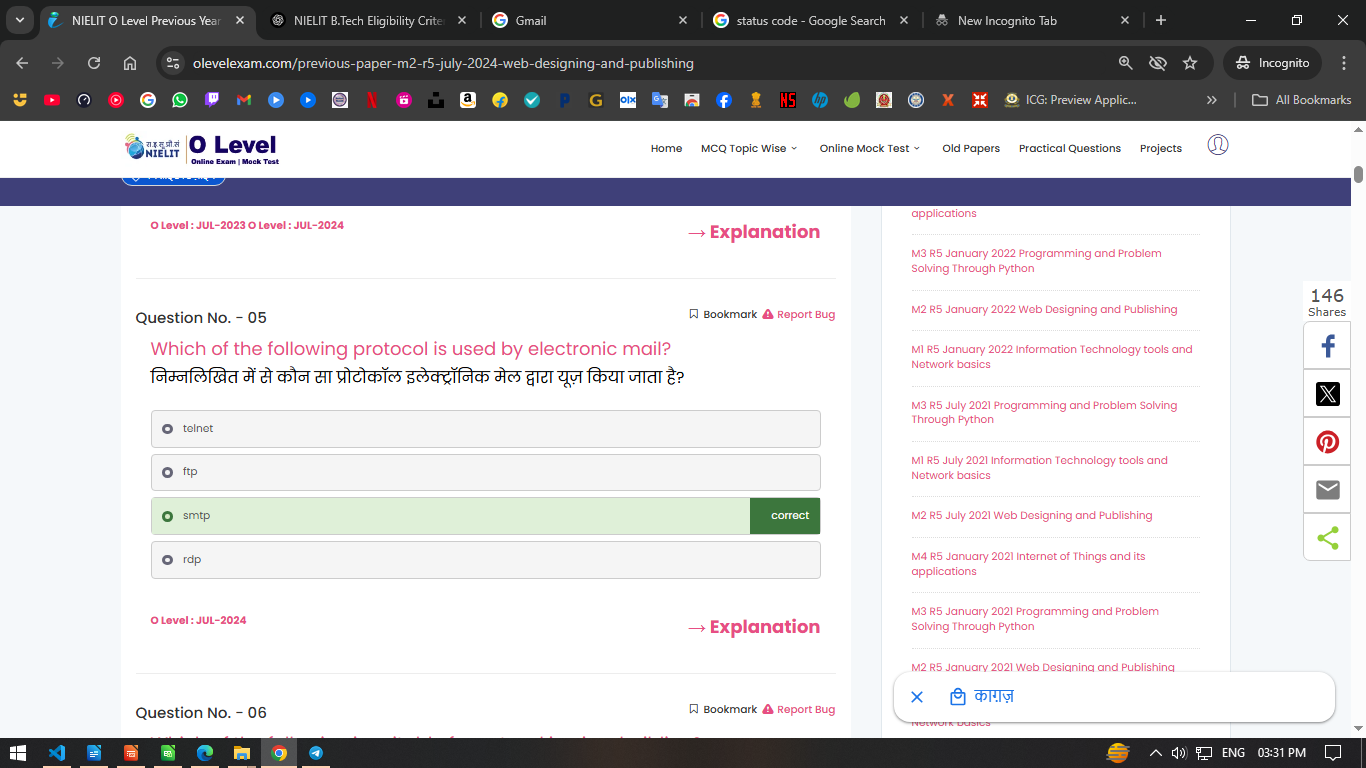 NIELIT O Level Previous Year
NIELIT B.Tech Eligibility Crite
Gmail
status code - Google Search
New Incognito Tab
olevelexam.com/previous-paper-m2-r5-july-2024-web-designing-and-publishing
Incognito
ICG: Preview Applic...
All Bookmarks
रा.इ.सू.प्रौ.सं
NIELIT
O Level
Online Exam | Mock Test
Home
MCQ Topic Wise
Online Mock Test
Old Papers
Practical Questions
Projects
O Level : JUL-2023 O Level : JUL-2024
→ Explanation
Question No. - 05
Bookmark
Report Bug
Which of the following protocol is used by electronic mail?
निम्नलिखित में से कौन सा प्रोटोकॉल इलेक्ट्रॉनिक मेल द्वारा यूज़ किया जाता है?
telnet
ftp
smtp
correct
rdp
O Level : JUL-2024
→ Explanation
Question No. - 06
Bookmark
Report Bug
applications
M3 R5 January 2022 Programming and Problem
Solving Through Python
M2 R5 January 2022 Web Designing and Publishing
M1 R5 January 2022 Information Technology tools and
Network basics
M3 R5 July 2021 Programming and Problem Solving
Through Python
M1 R5 July 2021 Information Technology tools and
Network basics
M2 R5 July 2021 Web Designing and Publishing
M4 R5 January 2021 Internet of Things and its
applications
M3 R5 January 2021 Programming and Problem
Solving Through Python
M2 R5 January 2021 Web Designing and Publishing
काग़ज़
Network basics
146
Shares
ENG
03:31 PM